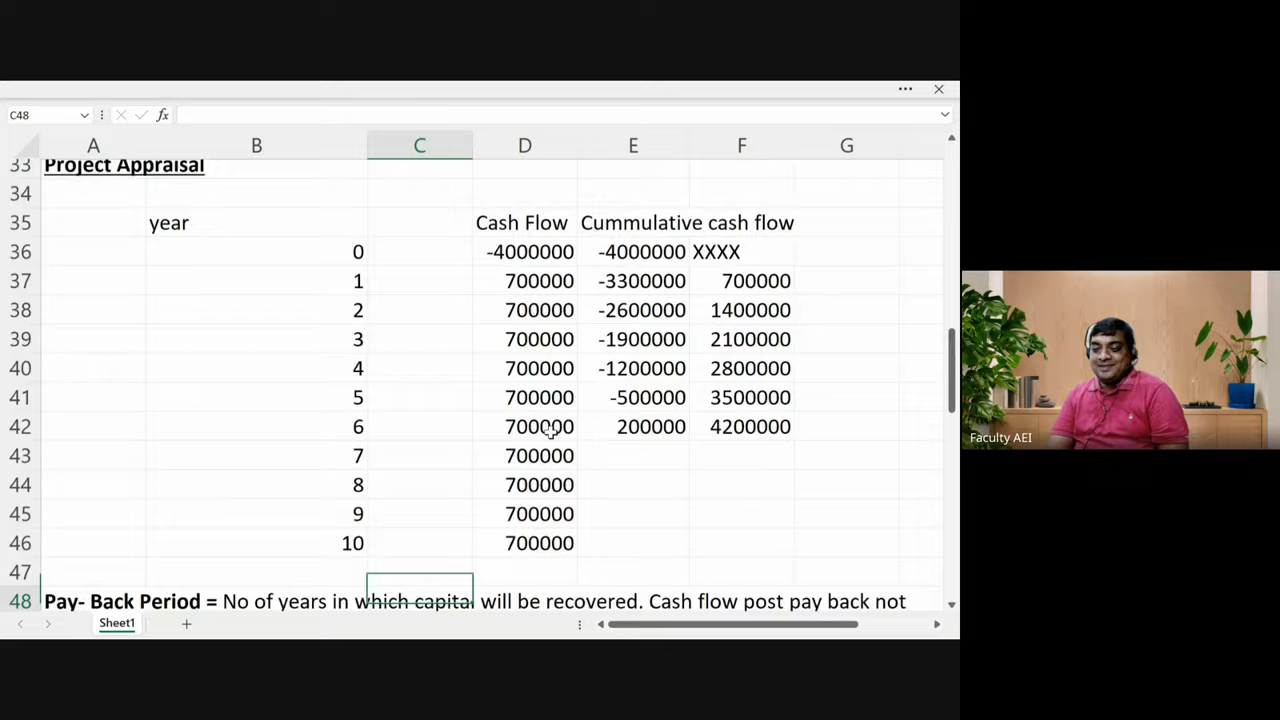 C48 fx
A B C D E F G
33 Project Appraisal
34
35 year Cash Flow Cummulative cash flow
36 0 -4000000 -4000000 XXXX
37 1 700000 -3300000 700000
38 2 700000 -2600000 1400000
39 3 700000 -1900000 2100000
40 4 700000 -1200000 2800000
41 5 700000 -500000 3500000
42 6 700000 200000 4200000
43 7 700000
44 8 700000
45 9 700000
46 10 700000
47
48 Pay- Back Period = No of years in which capital will be recovered. Cash flow post pay back not
Sheet1
Faculty AEI